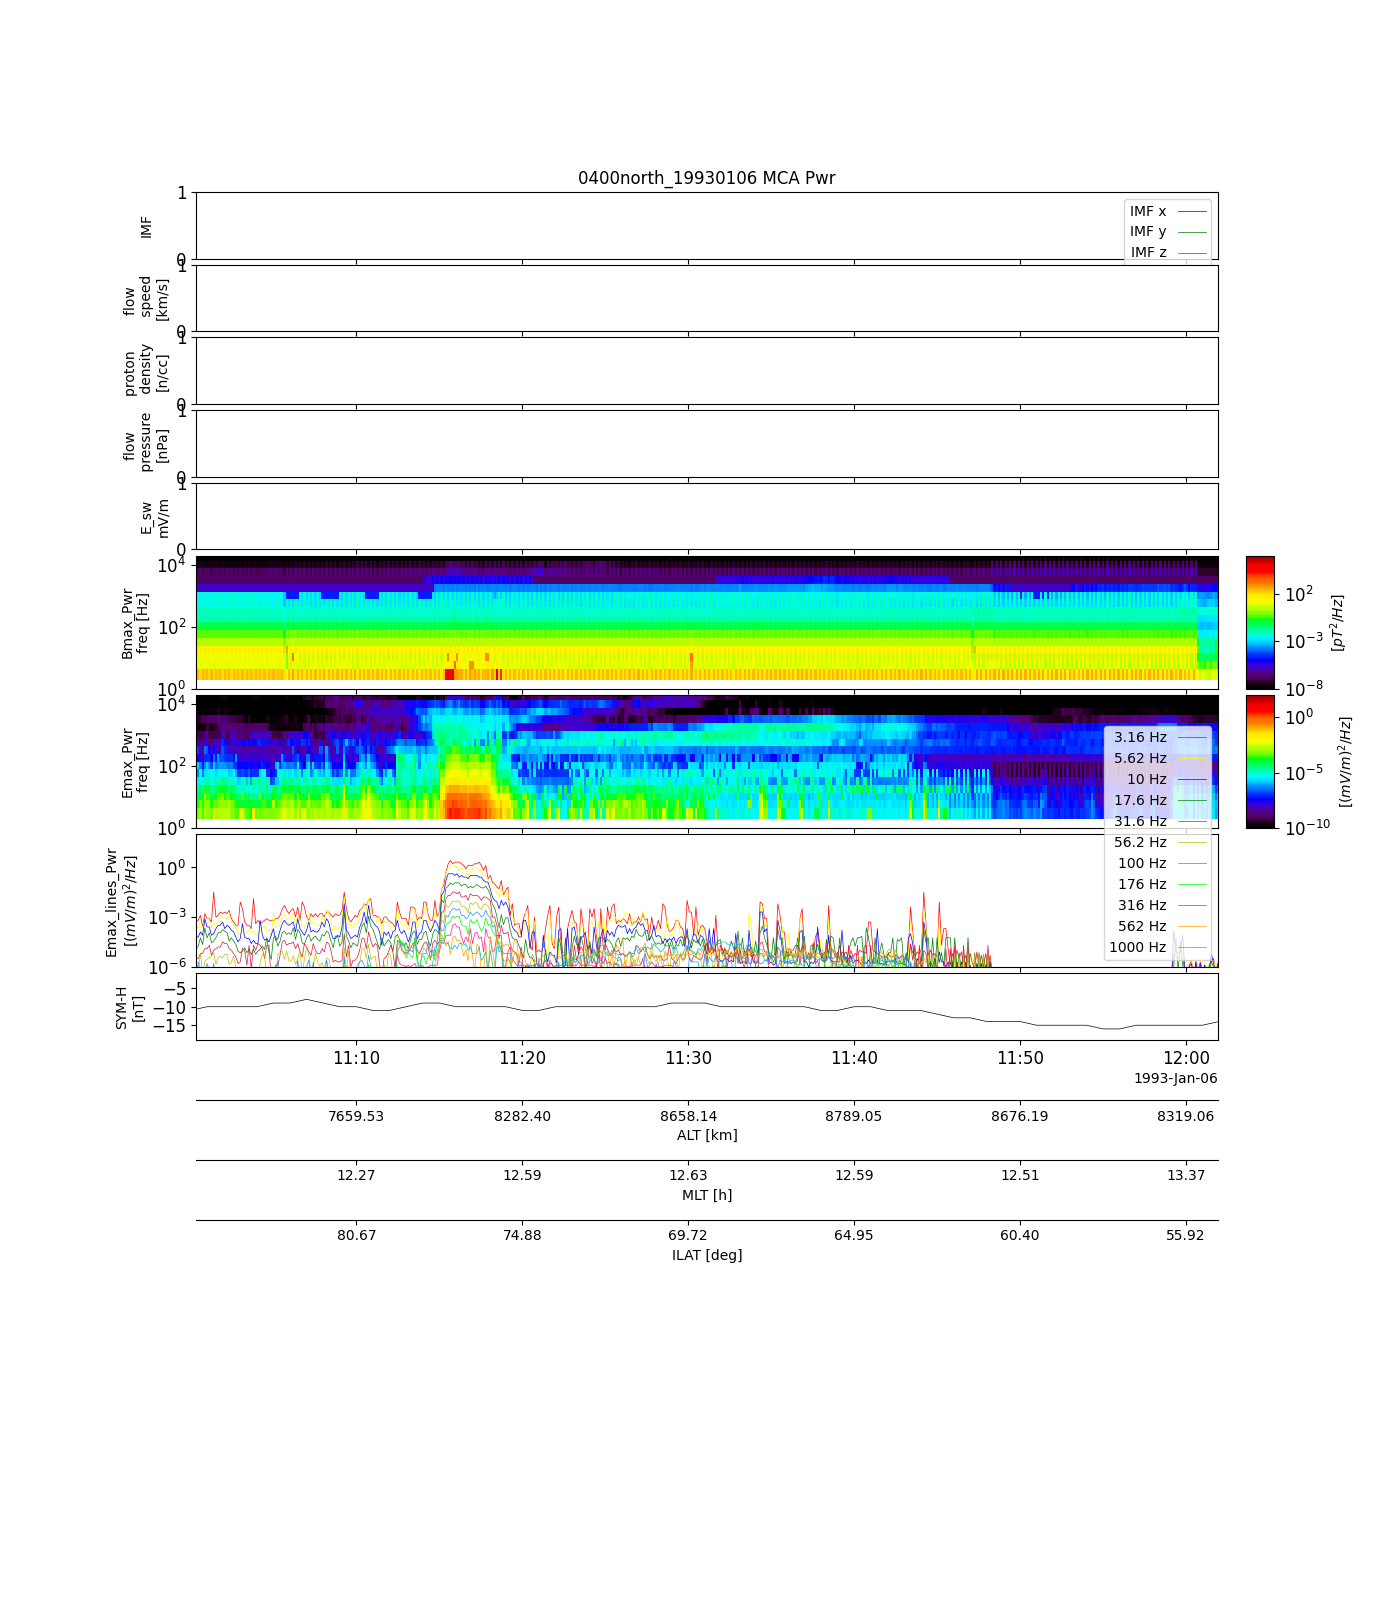 0400north_19930106 MCA Pwr
1
0
IMF
IMF x
IMF y
IMF z
1
0
flow
speed
[km/s]
1
0
proton
density
[n/cc]
1
0
flow
pressure
[nPa]
1
0
E_sw
mV/m
10^4
10^2
10^0
Bmax_Pwr
freq [Hz]
10^2
10^-3
10^-8
[pT^2/Hz]
10^4
10^2
10^0
Emax_Pwr
freq [Hz]
10^0
10^-5
10^-10
[(mV/m)^2/Hz]
3.16 Hz
5.62 Hz
10 Hz
17.6 Hz
31.6 Hz
56.2 Hz
100 Hz
176 Hz
316 Hz
562 Hz
1000 Hz
10^0
10^-3
10^-6
Emax_lines_Pwr
[(mV/m)^2/Hz]
−5
−10
−15
SYM-H
[nT]
11:10 11:20 11:30 11:40 11:50 12:00
1993-Jan-06
7659.53 8282.40 8658.14 8789.05 8676.19 8319.06
ALT [km]
12.27 12.59 12.63 12.59 12.51 13.37
MLT [h]
80.67 74.88 69.72 64.95 60.40 55.92
ILAT [deg]